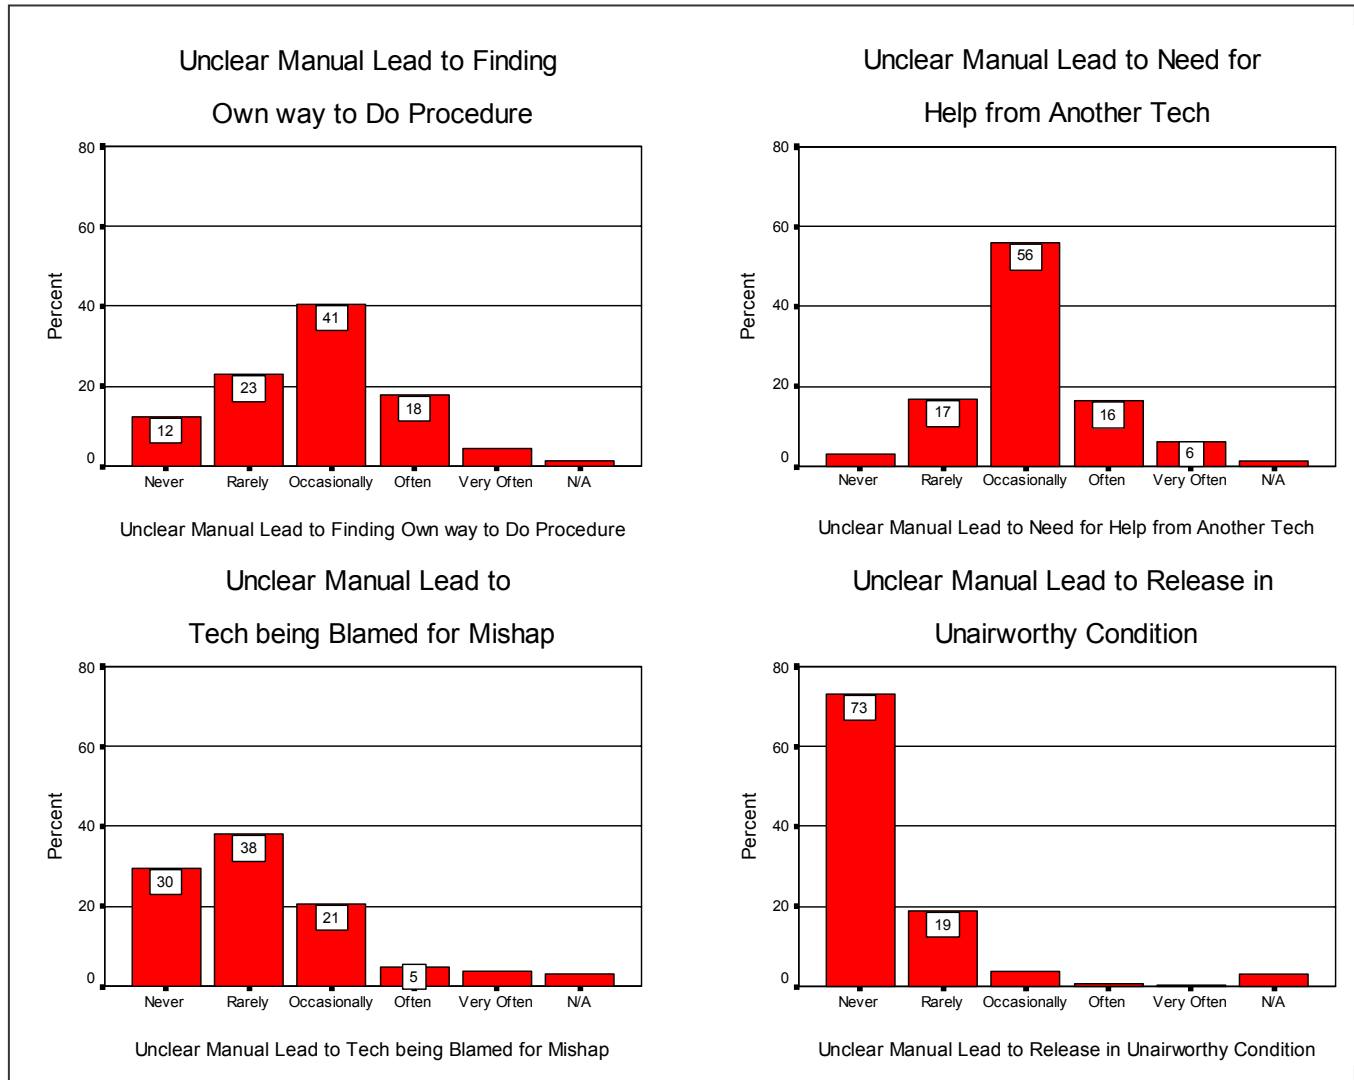 Unclear Manual Lead to Finding
Own way to Do Procedure
80
60
40
20
0
Percent
12
23
41
18
Never
Rarely
Occasionally
Often
Very Often
N/A
Unclear Manual Lead to Finding Own way to Do Procedure
Unclear Manual Lead to Need for
Help from Another Tech
80
60
40
20
0
Percent
17
56
16
6
Never
Rarely
Occasionally
Often
Very Often
N/A
Unclear Manual Lead to Need for Help from Another Tech
Unclear Manual Lead to
Tech being Blamed for Mishap
80
60
40
20
0
Percent
30
38
21
5
Never
Rarely
Occasionally
Often
Very Often
N/A
Unclear Manual Lead to Tech being Blamed for Mishap
Unclear Manual Lead to Release in
Unairworthy Condition
80
60
40
20
0
Percent
73
19
Never
Rarely
Occasionally
Often
Very Often
N/A
Unclear Manual Lead to Release in Unairworthy Condition